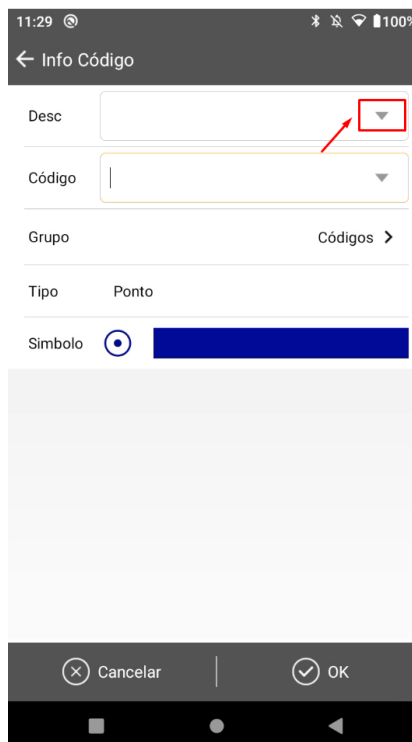 11:29 100%
Info Código
Desc
Código
Grupo Códigos
Tipo Ponto
Simbolo
Cancelar OK